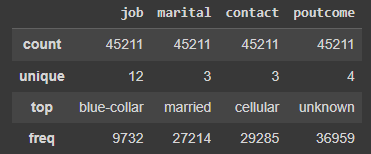 job marital contact poutcome
count 45211 45211 45211 45211
unique 12 3 3 4
top blue-collar married cellular unknown
freq 9732 27214 29285 36959